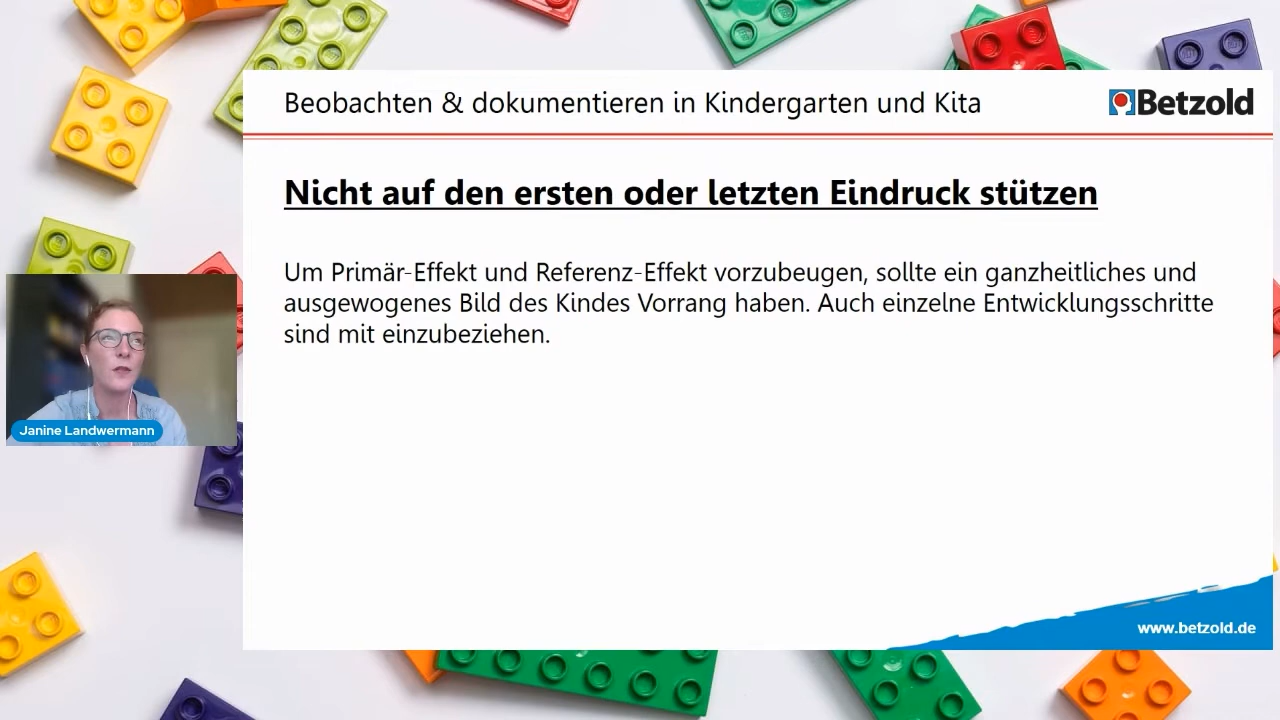 Beobachten & dokumentieren in Kindergarten und Kita
Betzold
Nicht auf den ersten oder letzten Eindruck stützen
Um Primär-Effekt und Referenz-Effekt vorzubeugen, sollte ein ganzheitliches und
ausgewogenes Bild des Kindes Vorrang haben. Auch einzelne Entwicklungsschritte
sind mit einzubeziehen.
Janine Landwermann
www.betzold.de